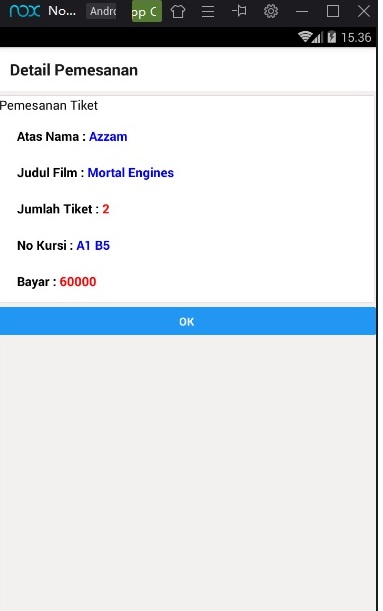 nox No... Andro pp C
15.36
Detail Pemesanan
Pemesanan Tiket
Atas Nama : Azzam
Judul Film : Mortal Engines
Jumlah Tiket : 2
No Kursi : A1 B5
Bayar : 60000
OK